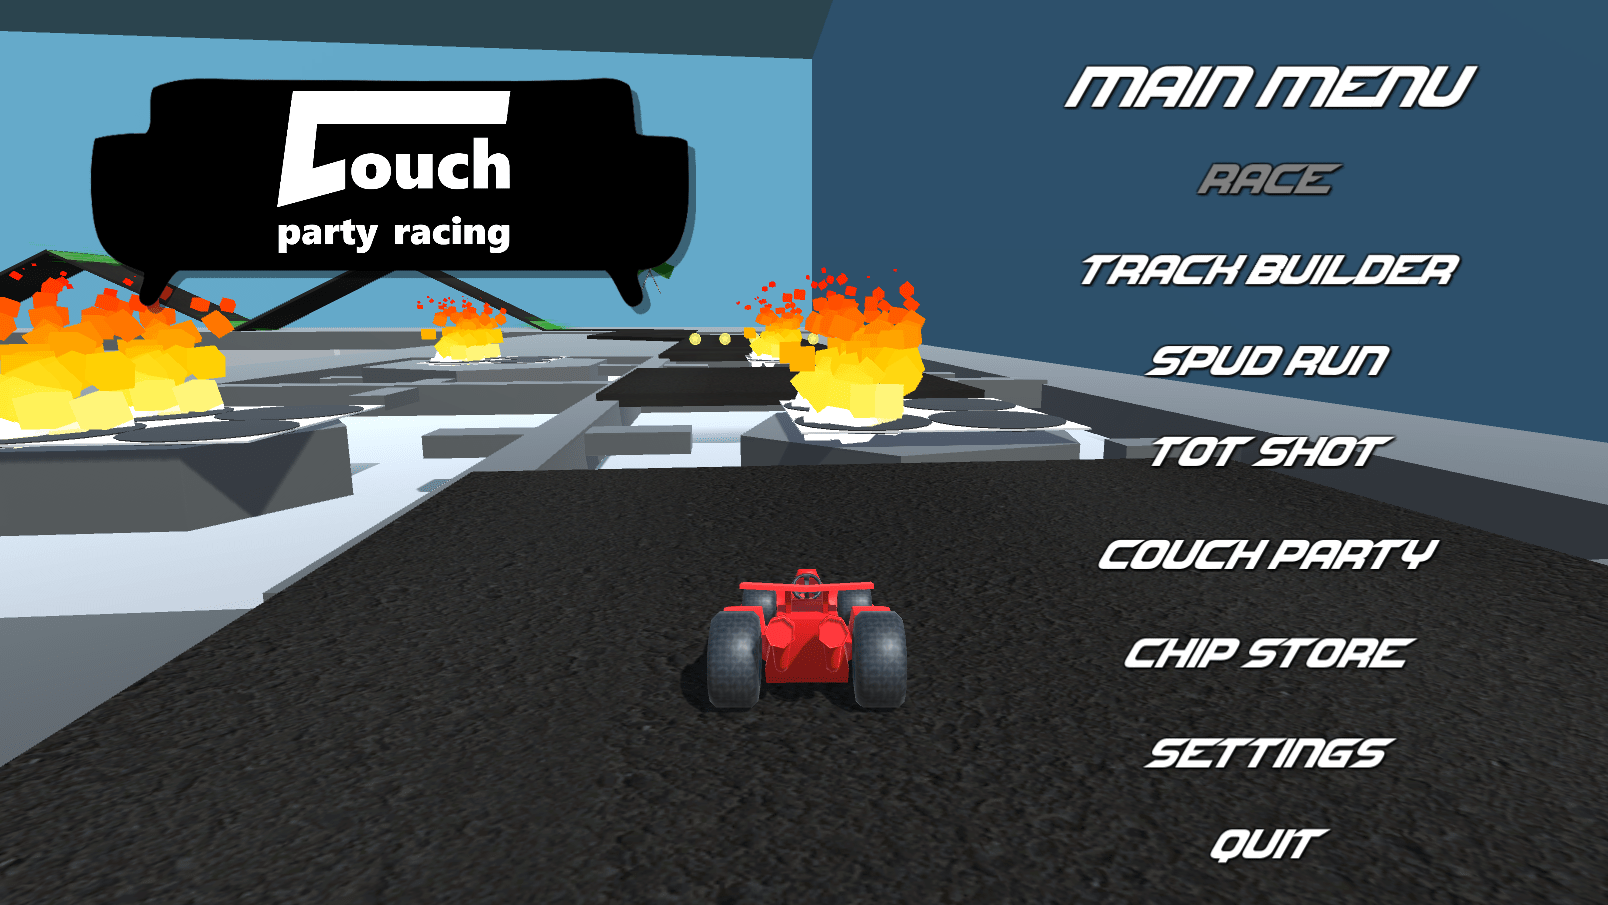 Couch
party racing
MAIN MENU
RACE
TRACK BUILDER
SPUD RUN
TOT SHOT
COUCH PARTY
CHIP STORE
SETTINGS
QUIT